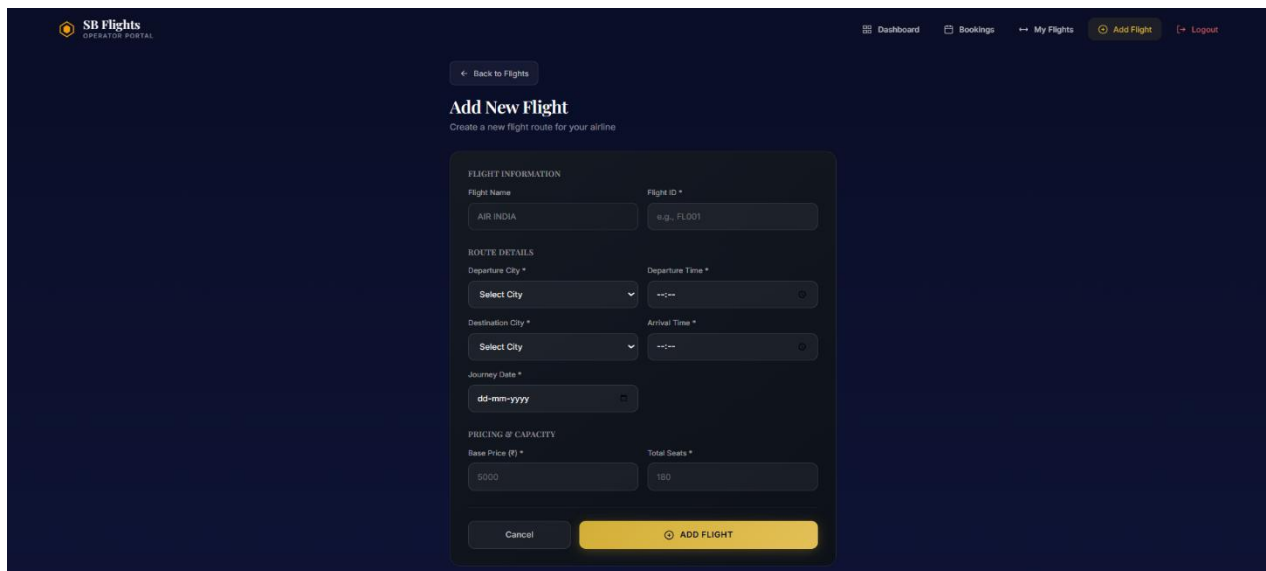 SB Flights
OPERATOR PORTAL
Dashboard
Bookings
My Flights
Add Flight
Logout
Back to Flights
Add New Flight
Create a new flight route for your airline
FLIGHT INFORMATION
Flight Name
Flight ID *
AIR INDIA
e.g., FL001
ROUTE DETAILS
Departure City *
Departure Time *
Select City
--:--
Destination City *
Arrival Time *
Select City
--:--
Journey Date *
dd-mm-yyyy
PRICING & CAPACITY
Base Price (₹) *
Total Seats *
5000
180
Cancel
ADD FLIGHT